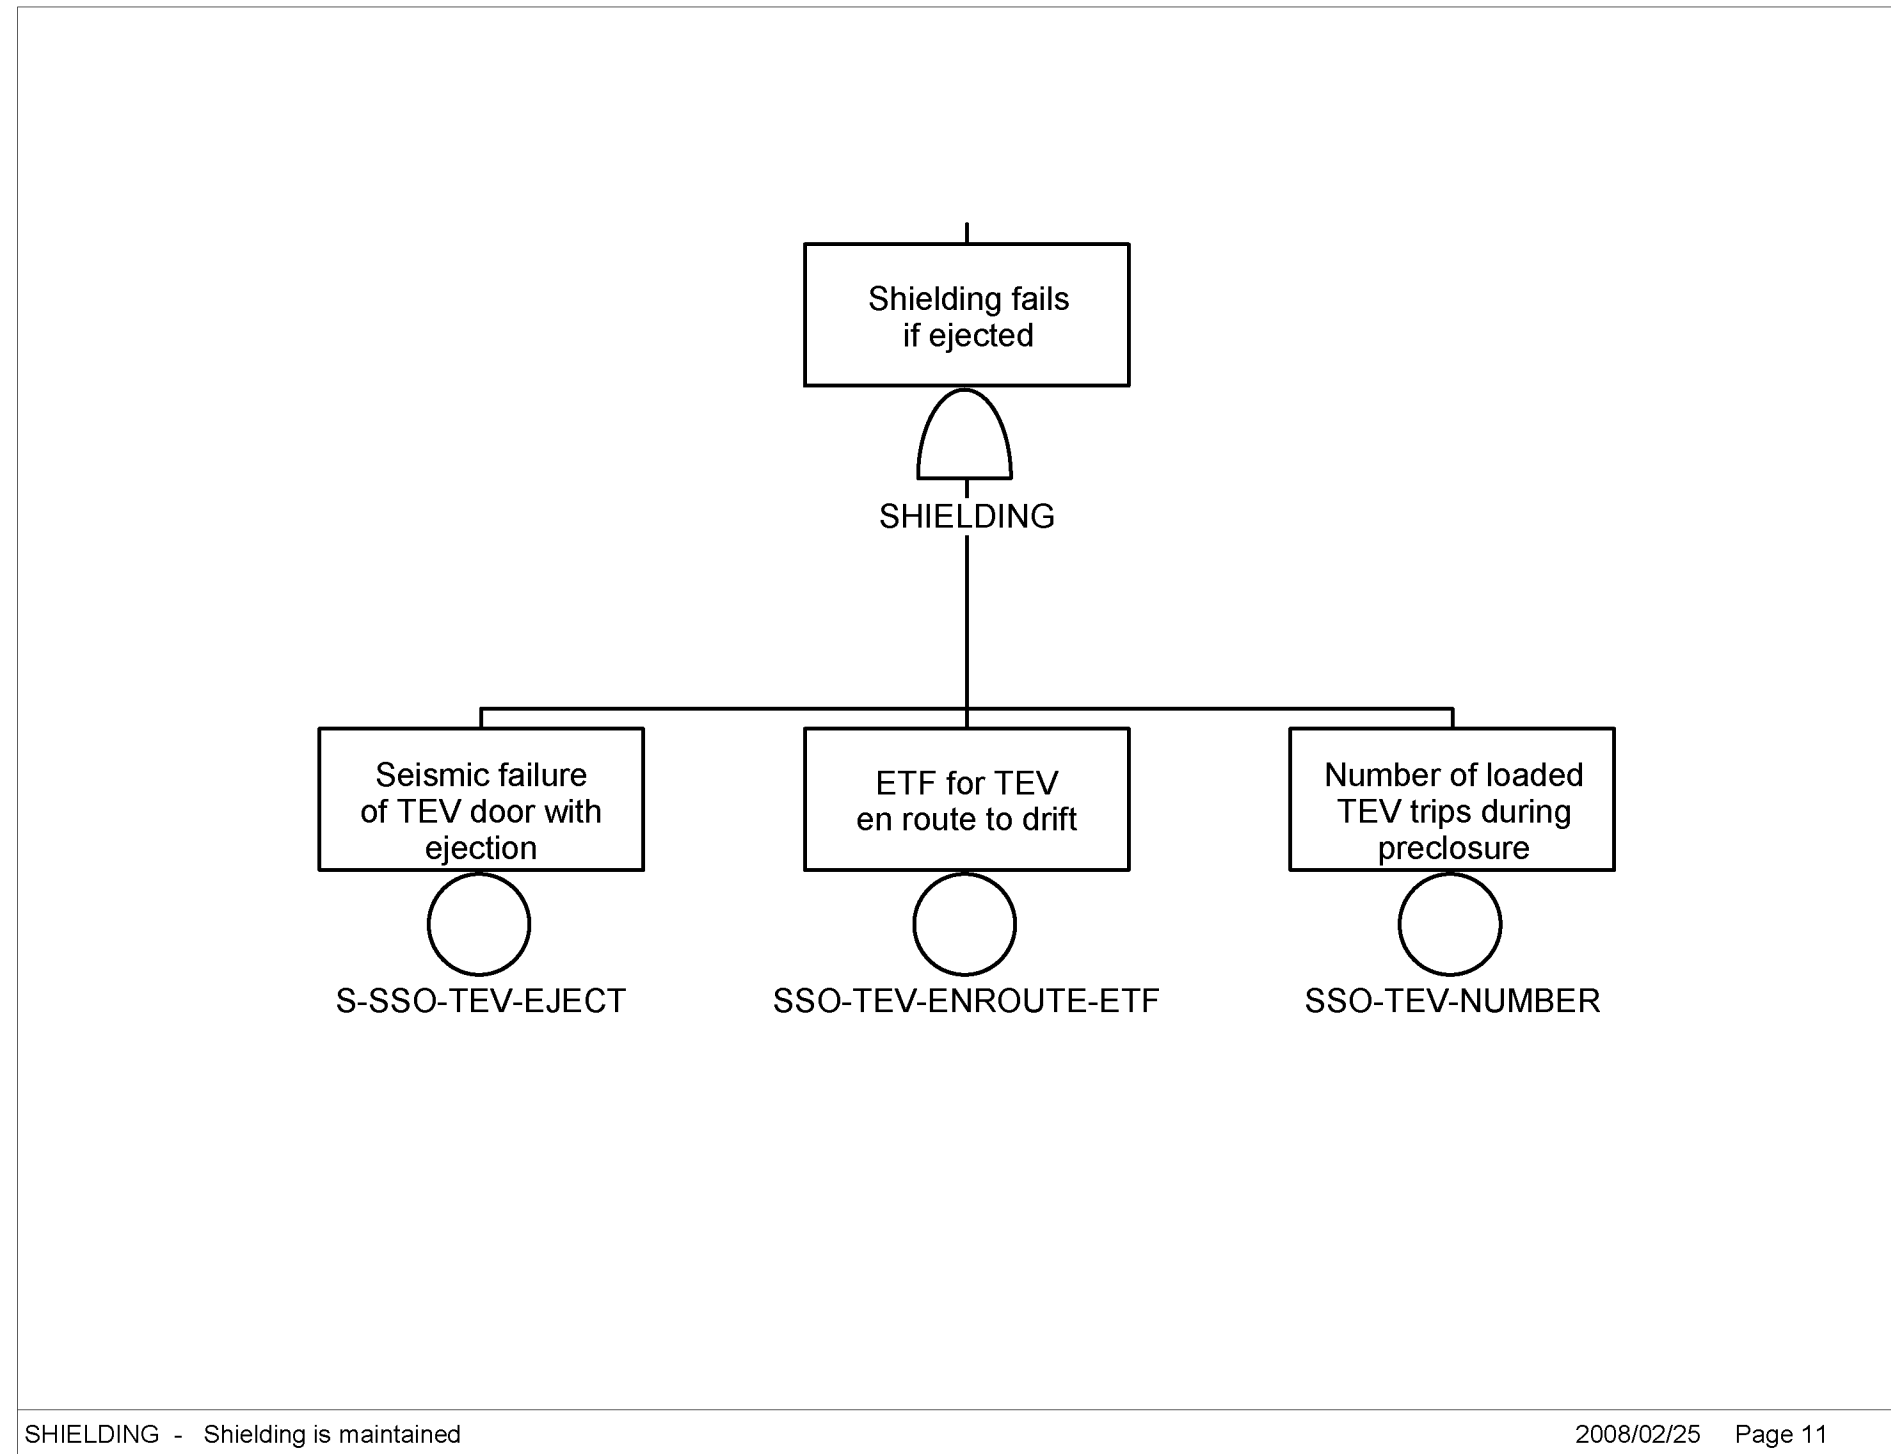 Shielding fails
if ejected
SHIELDING
Seismic failure
of TEV door with
ejection
S-SSO-TEV-EJECT
ETF for TEV
en route to drift
SSO-TEV-ENROUTE-ETF
Number of loaded
TEV trips during
preclosure
SSO-TEV-NUMBER
SHIELDING - Shielding is maintained
2008/02/25 Page 11